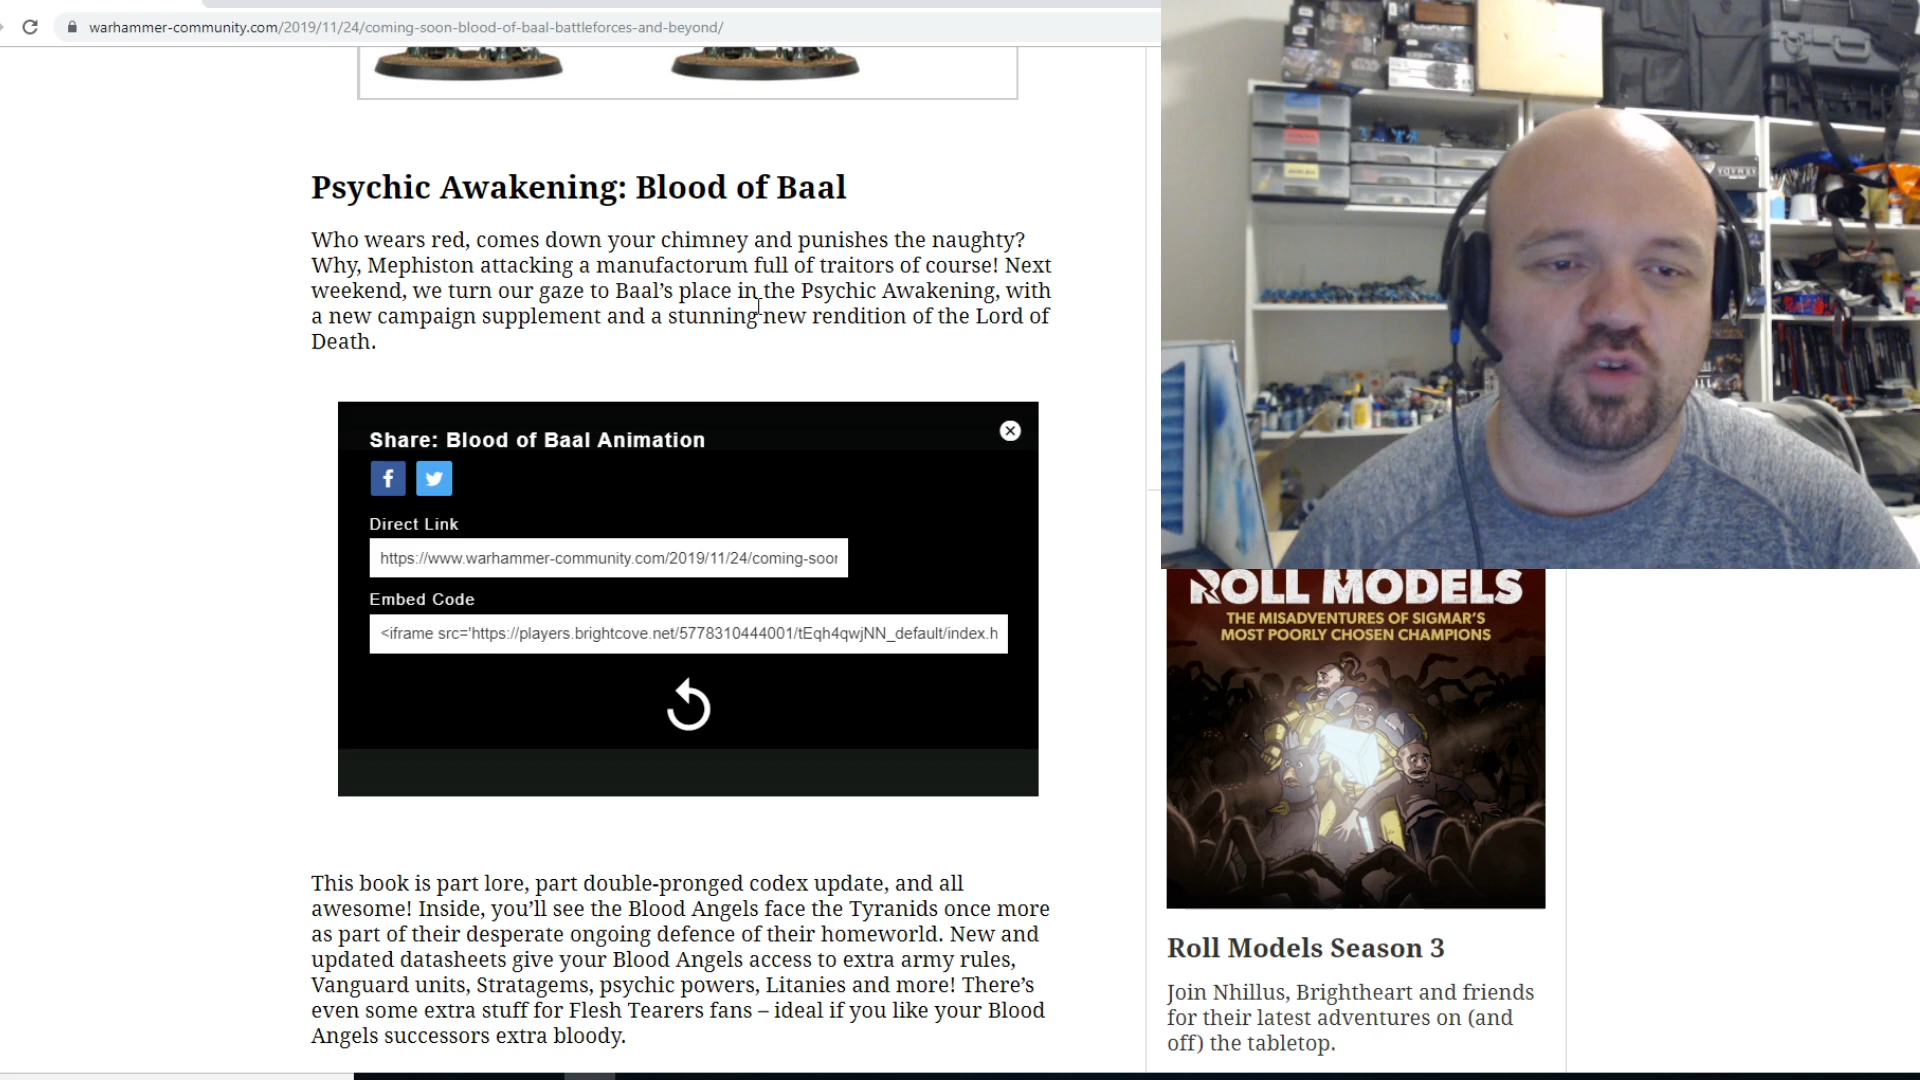 warhammer-community.com/2019/11/24/coming-soon-blood-of-baal-battleforces-and-beyond/
Psychic Awakening: Blood of Baal
Who wears red, comes down your chimney and punishes the naughty?
Why, Mephiston attacking a manufactorum full of traitors of course! Next
weekend, we turn our gaze to Baal’s place in the Psychic Awakening, with
a new campaign supplement and a stunning new rendition of the Lord of
Death.
Share: Blood of Baal Animation
Direct Link
https://www.warhammer-community.com/2019/11/24/coming-soon
Embed Code
<iframe src='https://players.brightcove.net/5778310444001/tEqh4qwjNN_default/index.h
This book is part lore, part double-pronged codex update, and all
awesome! Inside, you’ll see the Blood Angels face the Tyranids once more
as part of their desperate ongoing defence of their homeworld. New and
updated datasheets give your Blood Angels access to extra army rules,
Vanguard units, Stratagems, psychic powers, Litanies and more! There’s
even some extra stuff for Flesh Tearers fans – ideal if you like your Blood
Angels successors extra bloody.
ROLL MODELS
THE MISADVENTURES OF SIGMAR’S
MOST POORLY CHOSEN CHAMPIONS
Roll Models Season 3
Join Nhillus, Brightheart and friends
for their latest adventures on (and
off) the tabletop.